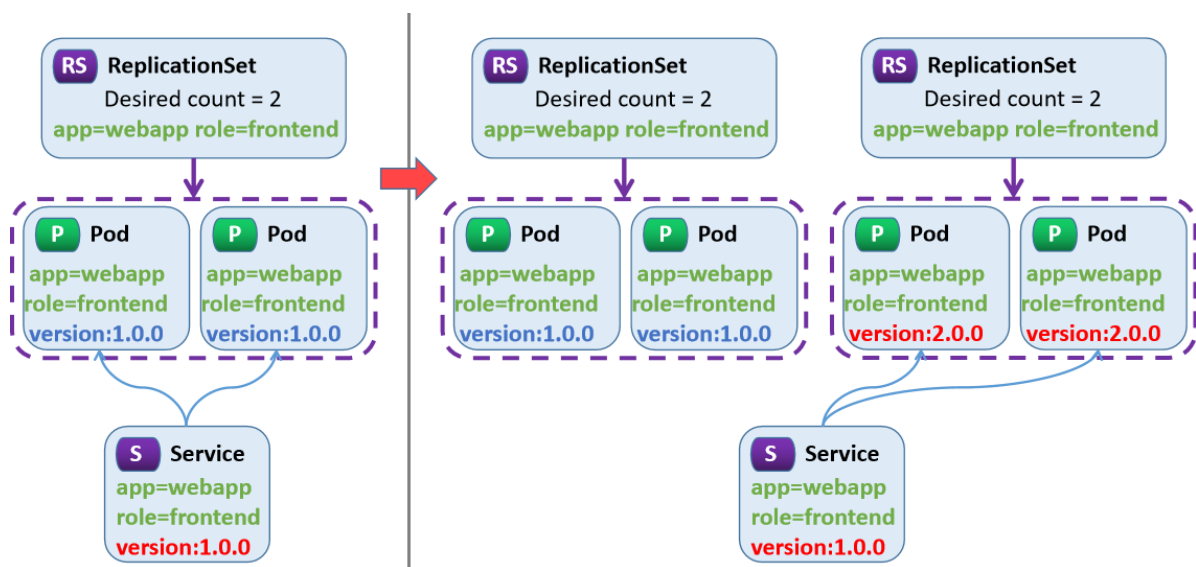 RS ReplicationSet
Desired count = 2
app=webapp role=frontend
P Pod
app=webapp
role=frontend
version:1.0.0
P Pod
app=webapp
role=frontend
version:1.0.0
S Service
app=webapp
role=frontend
version:1.0.0
RS ReplicationSet
Desired count = 2
app=webapp role=frontend
P Pod
app=webapp
role=frontend
version:1.0.0
P Pod
app=webapp
role=frontend
version:1.0.0
RS ReplicationSet
Desired count = 2
app=webapp role=frontend
P Pod
app=webapp
role=frontend
version:2.0.0
P Pod
app=webapp
role=frontend
version:2.0.0
S Service
app=webapp
role=frontend
version:1.0.0